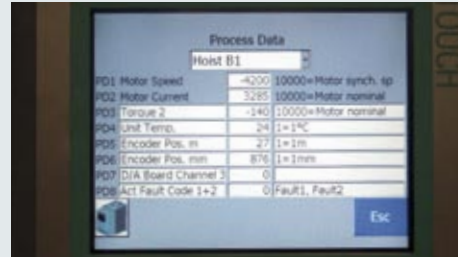 TOUCH
Process Data
Hoist B1
PD1 Motor Speed -4200 10000=Motor synch. sp
PD2 Motor Current 3285 10000=Motor nominal
PD3 Torque 2 -140 10000=Motor nominal
PD4 Unit Temp. 24 1=1°C
PD5 Encoder Pos. m 27 1=1m
PD6 Encoder Pos. mm 876 1=1mm
PD7 D/A Board Channel 3 0
PD8 Act Fault Code 1+2 0 Fault1, Fault2
Esc